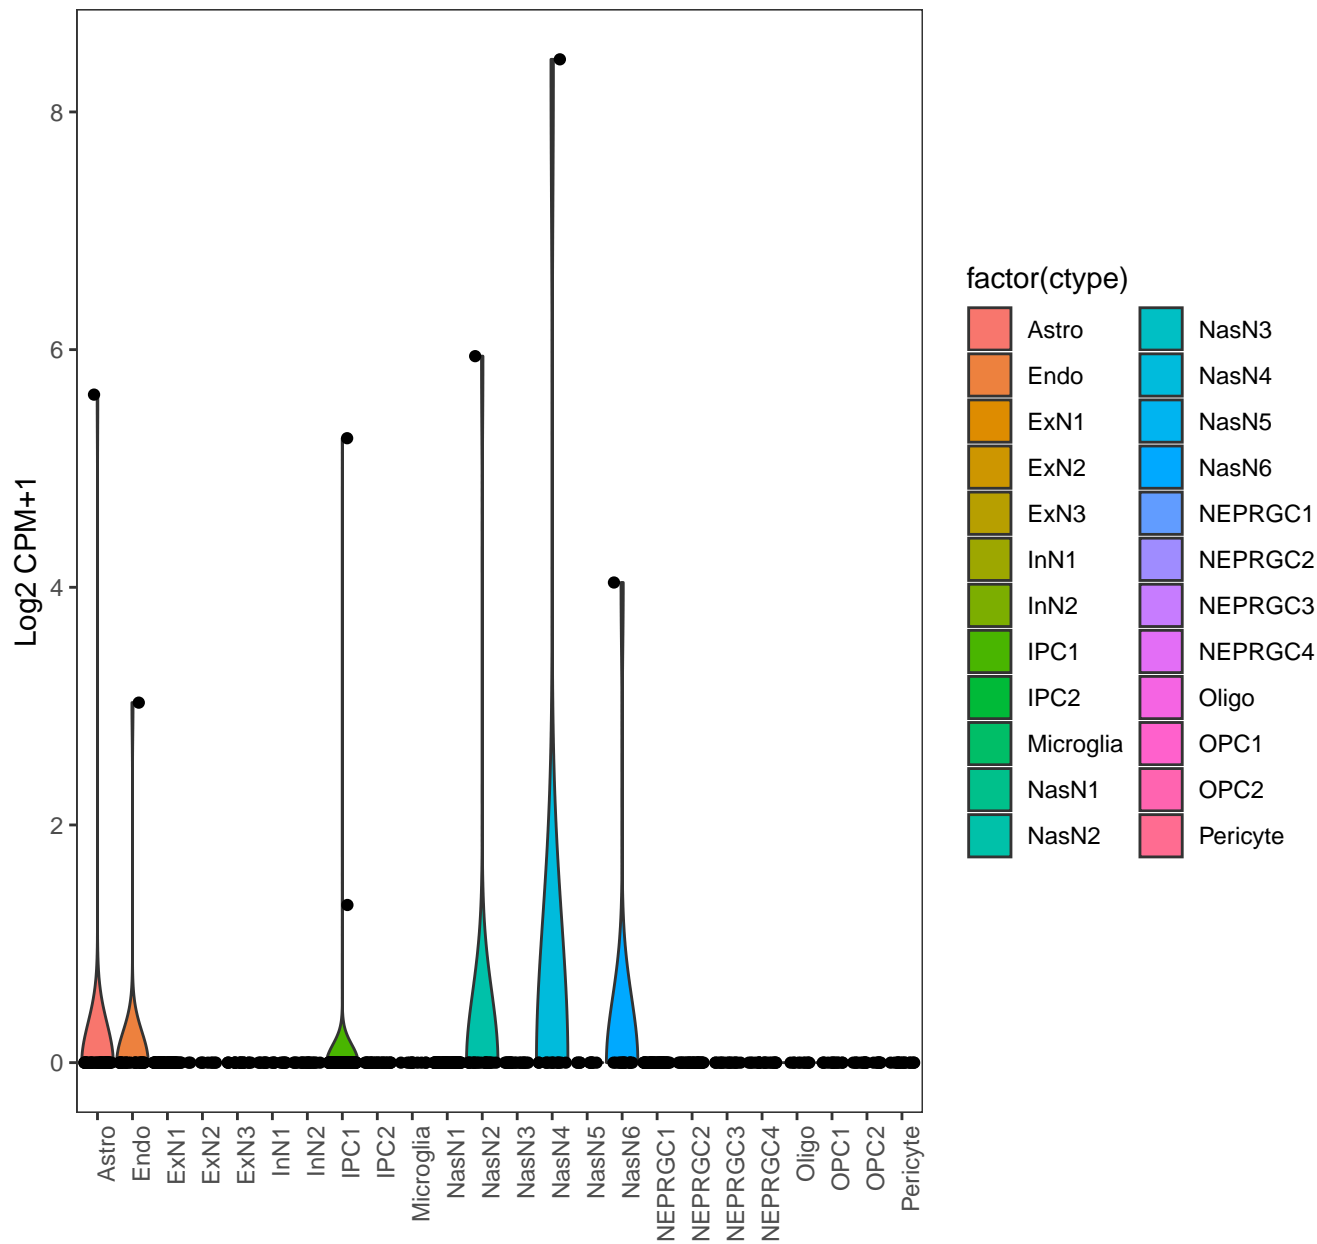 8
6
4
2
0
Log2 CPM+1
Astro
Endo
ExN1
ExN2
ExN3
InN1
InN2
IPC1
IPC2
Microglia
NasN1
NasN2
NasN3
NasN4
NasN5
NasN6
NEPRGC1
NEPRGC2
NEPRGC3
NEPRGC4
Oligo
OPC1
OPC2
Pericyte
factor(ctype)
Astro
Endo
ExN1
ExN2
ExN3
InN1
InN2
IPC1
IPC2
Microglia
NasN1
NasN2
NasN3
NasN4
NasN5
NasN6
NEPRGC1
NEPRGC2
NEPRGC3
NEPRGC4
Oligo
OPC1
OPC2
Pericyte